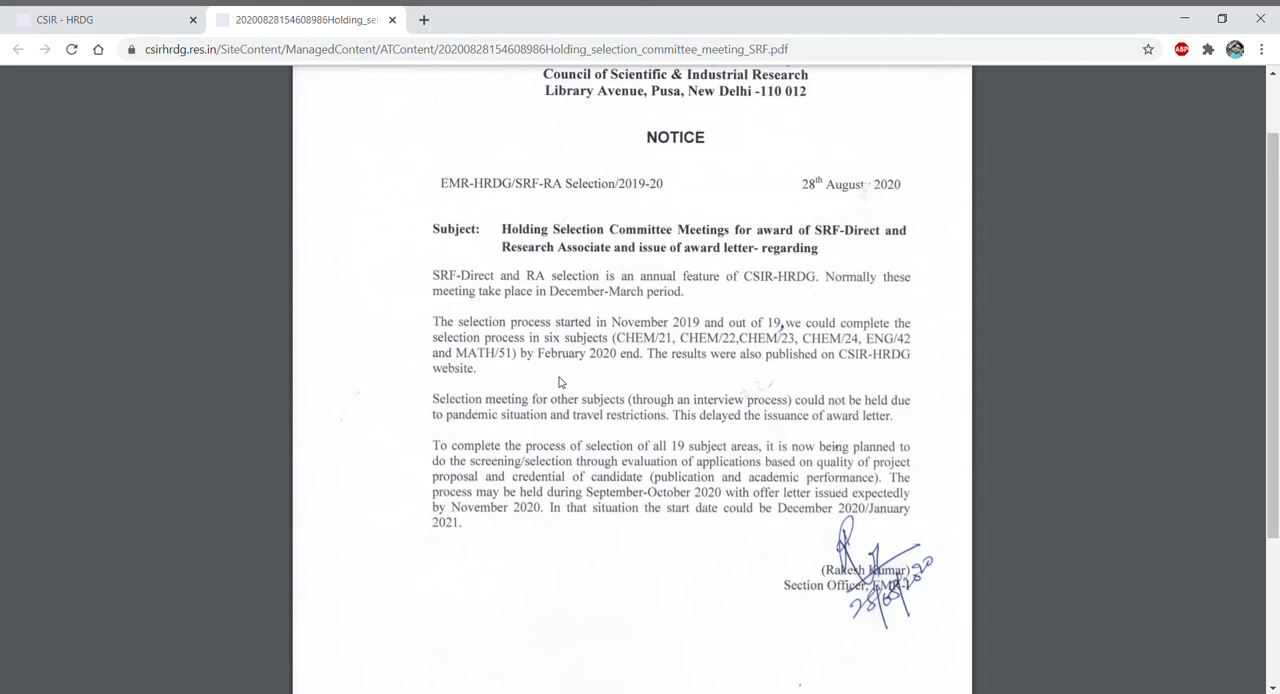 CSIR - HRDG
20200828154608986Holding_sel
csirhrdg.res.in/SiteContent/ManagedContent/ATContent/20200828154608986Holding_selection_committee_meeting_SRF.pdf
ABP
Council of Scientific & Industrial Research
Library Avenue, Pusa, New Delhi -110 012
NOTICE
EMR-HRDG/SRF-RA Selection/2019-20 28th August 2020
Subject: Holding Selection Committee Meetings for award of SRF-Direct and
Research Associate and issue of award letter- regarding
SRF-Direct and RA selection is an annual feature of CSIR-HRDG. Normally these
meeting take place in December-March period.
The selection process started in November 2019 and out of 19, we could complete the
selection process in six subjects (CHEM/21, CHEM/22,CHEM/23, CHEM/24, ENG/42
and MATH/51) by February 2020 end. The results were also published on CSIR-HRDG
website.
Selection meeting for other subjects (through an interview process) could not be held due
to pandemic situation and travel restrictions. This delayed the issuance of award letter.
To complete the process of selection of all 19 subject areas, it is now being planned to
do the screening/selection through evaluation of applications based on quality of project
proposal and credential of candidate (publication and academic performance). The
process may be held during September-October 2020 with offer letter issued expectedly
by November 2020. In that situation the start date could be December 2020/January
2021.
(Rakesh Kumar)
Section Officer, EMR-I
28/08/2020